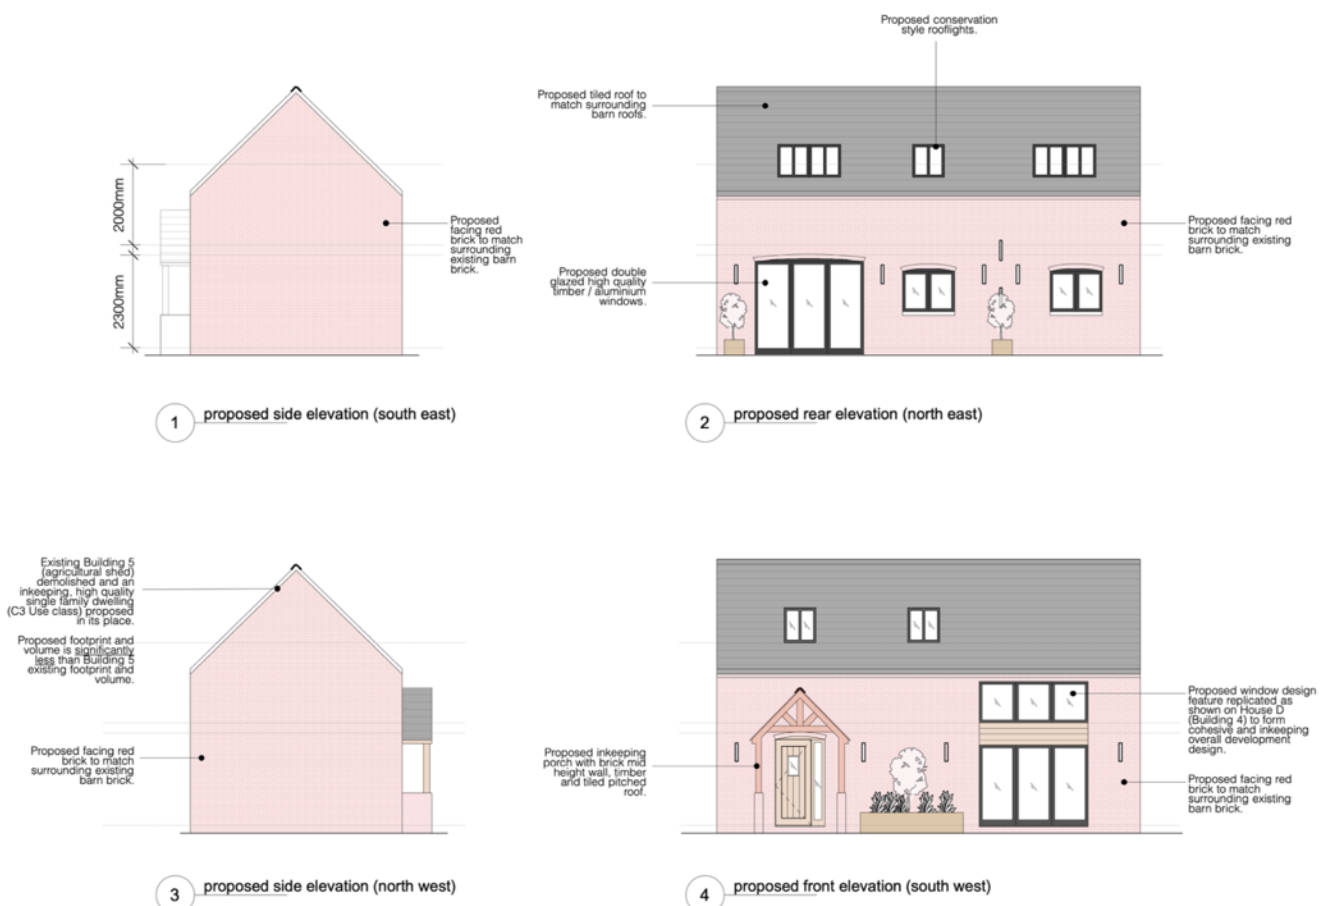 Proposed conservation
style rooflights.
Proposed tiled roof to
match surrounding
barn roofs.
2000mm
2300mm
Proposed
facing red
brick to match
surrounding
existing barn
brick.
Proposed double
glazed high quality
timber / aluminium
windows.
Proposed facing red
brick to match
surrounding existing
barn brick.
1 proposed side elevation (south east)
2 proposed rear elevation (north east)
Existing Building 5
(agricultural shed)
demolished and an
inkeeping, high quality
single family dwelling
(C3 Use class) proposed
in its place.
Proposed footprint and
volume is significantly
less than Building 5
existing footprint and
volume.
Proposed facing red
brick to match
surrounding existing
barn brick.
Proposed inkeeping
porch with brick mid
height wall, timber
and tiled pitched
roof.
Proposed window design
feature replicated as
shown on House D
(Building 4) to form
cohesive and inkeeping
overall development
design.
Proposed facing red
brick to match
surrounding existing
barn brick.
3 proposed side elevation (north west)
4 proposed front elevation (south west)